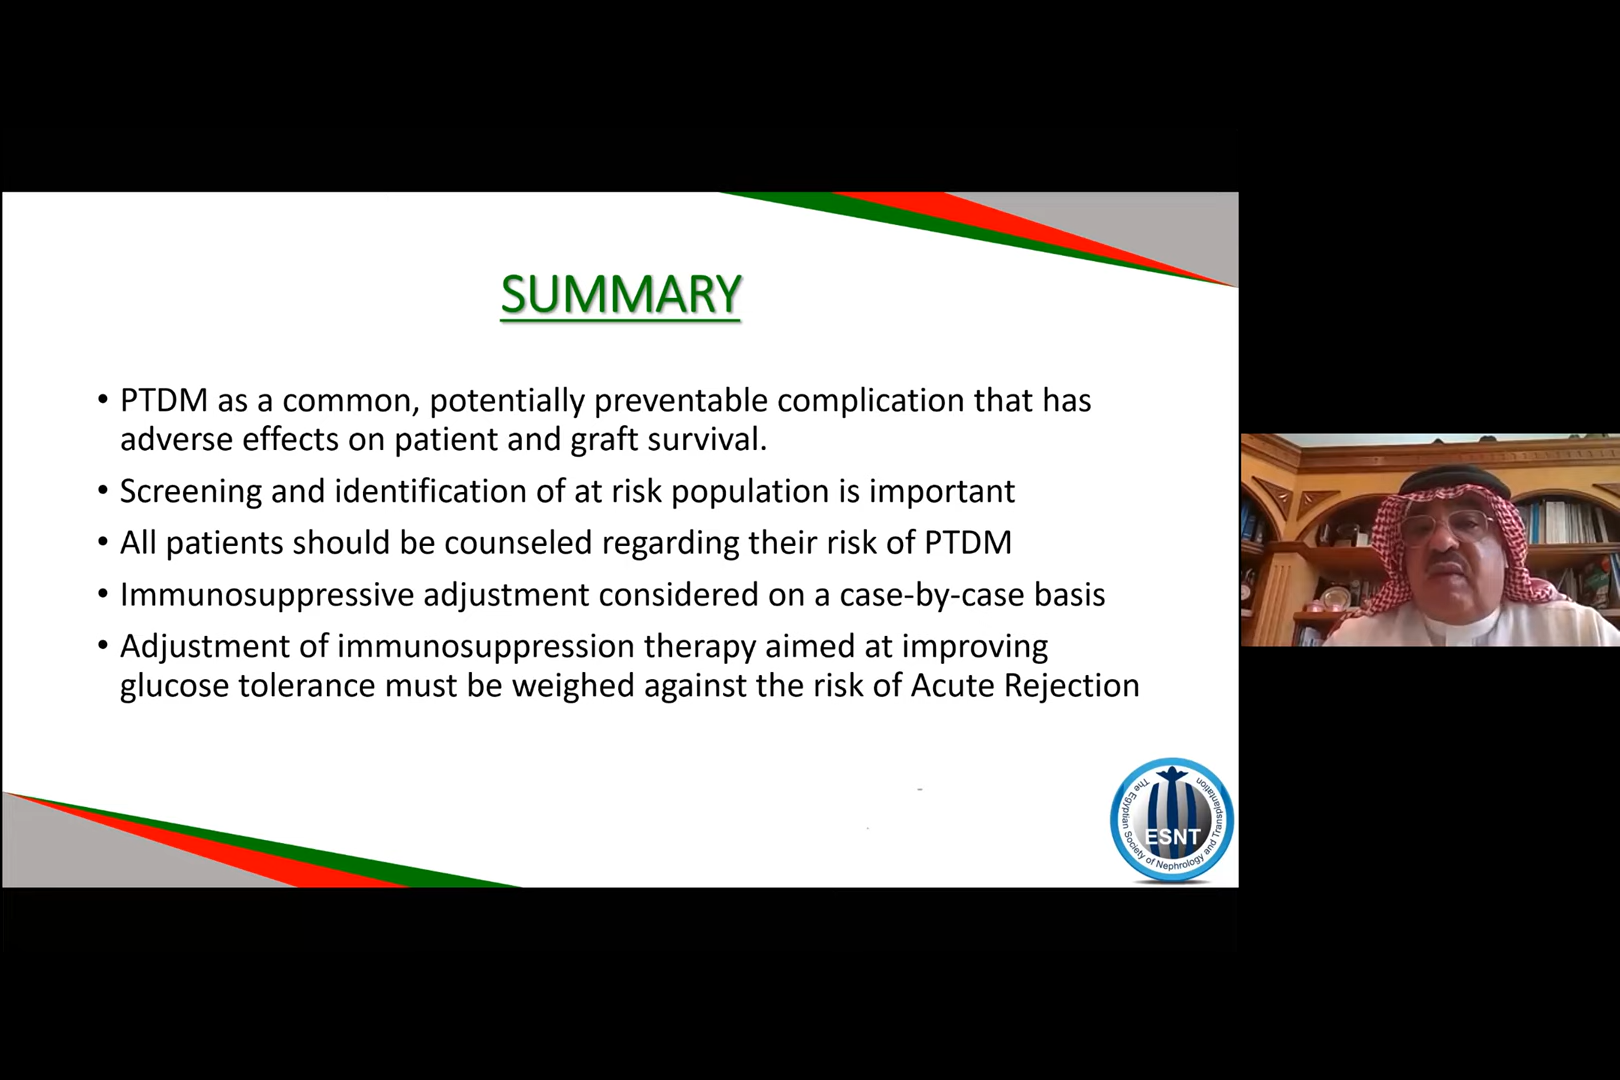 SUMMARY
• PTDM as a common, potentially preventable complication that has
adverse effects on patient and graft survival.
• Screening and identification of at risk population is important
• All patients should be counseled regarding their risk of PTDM
• Immunosuppressive adjustment considered on a case-by-case basis
• Adjustment of immunosuppression therapy aimed at improving
glucose tolerance must be weighed against the risk of Acute Rejection
The Egyptian Society of Nephrology and Transplantation
ESNT